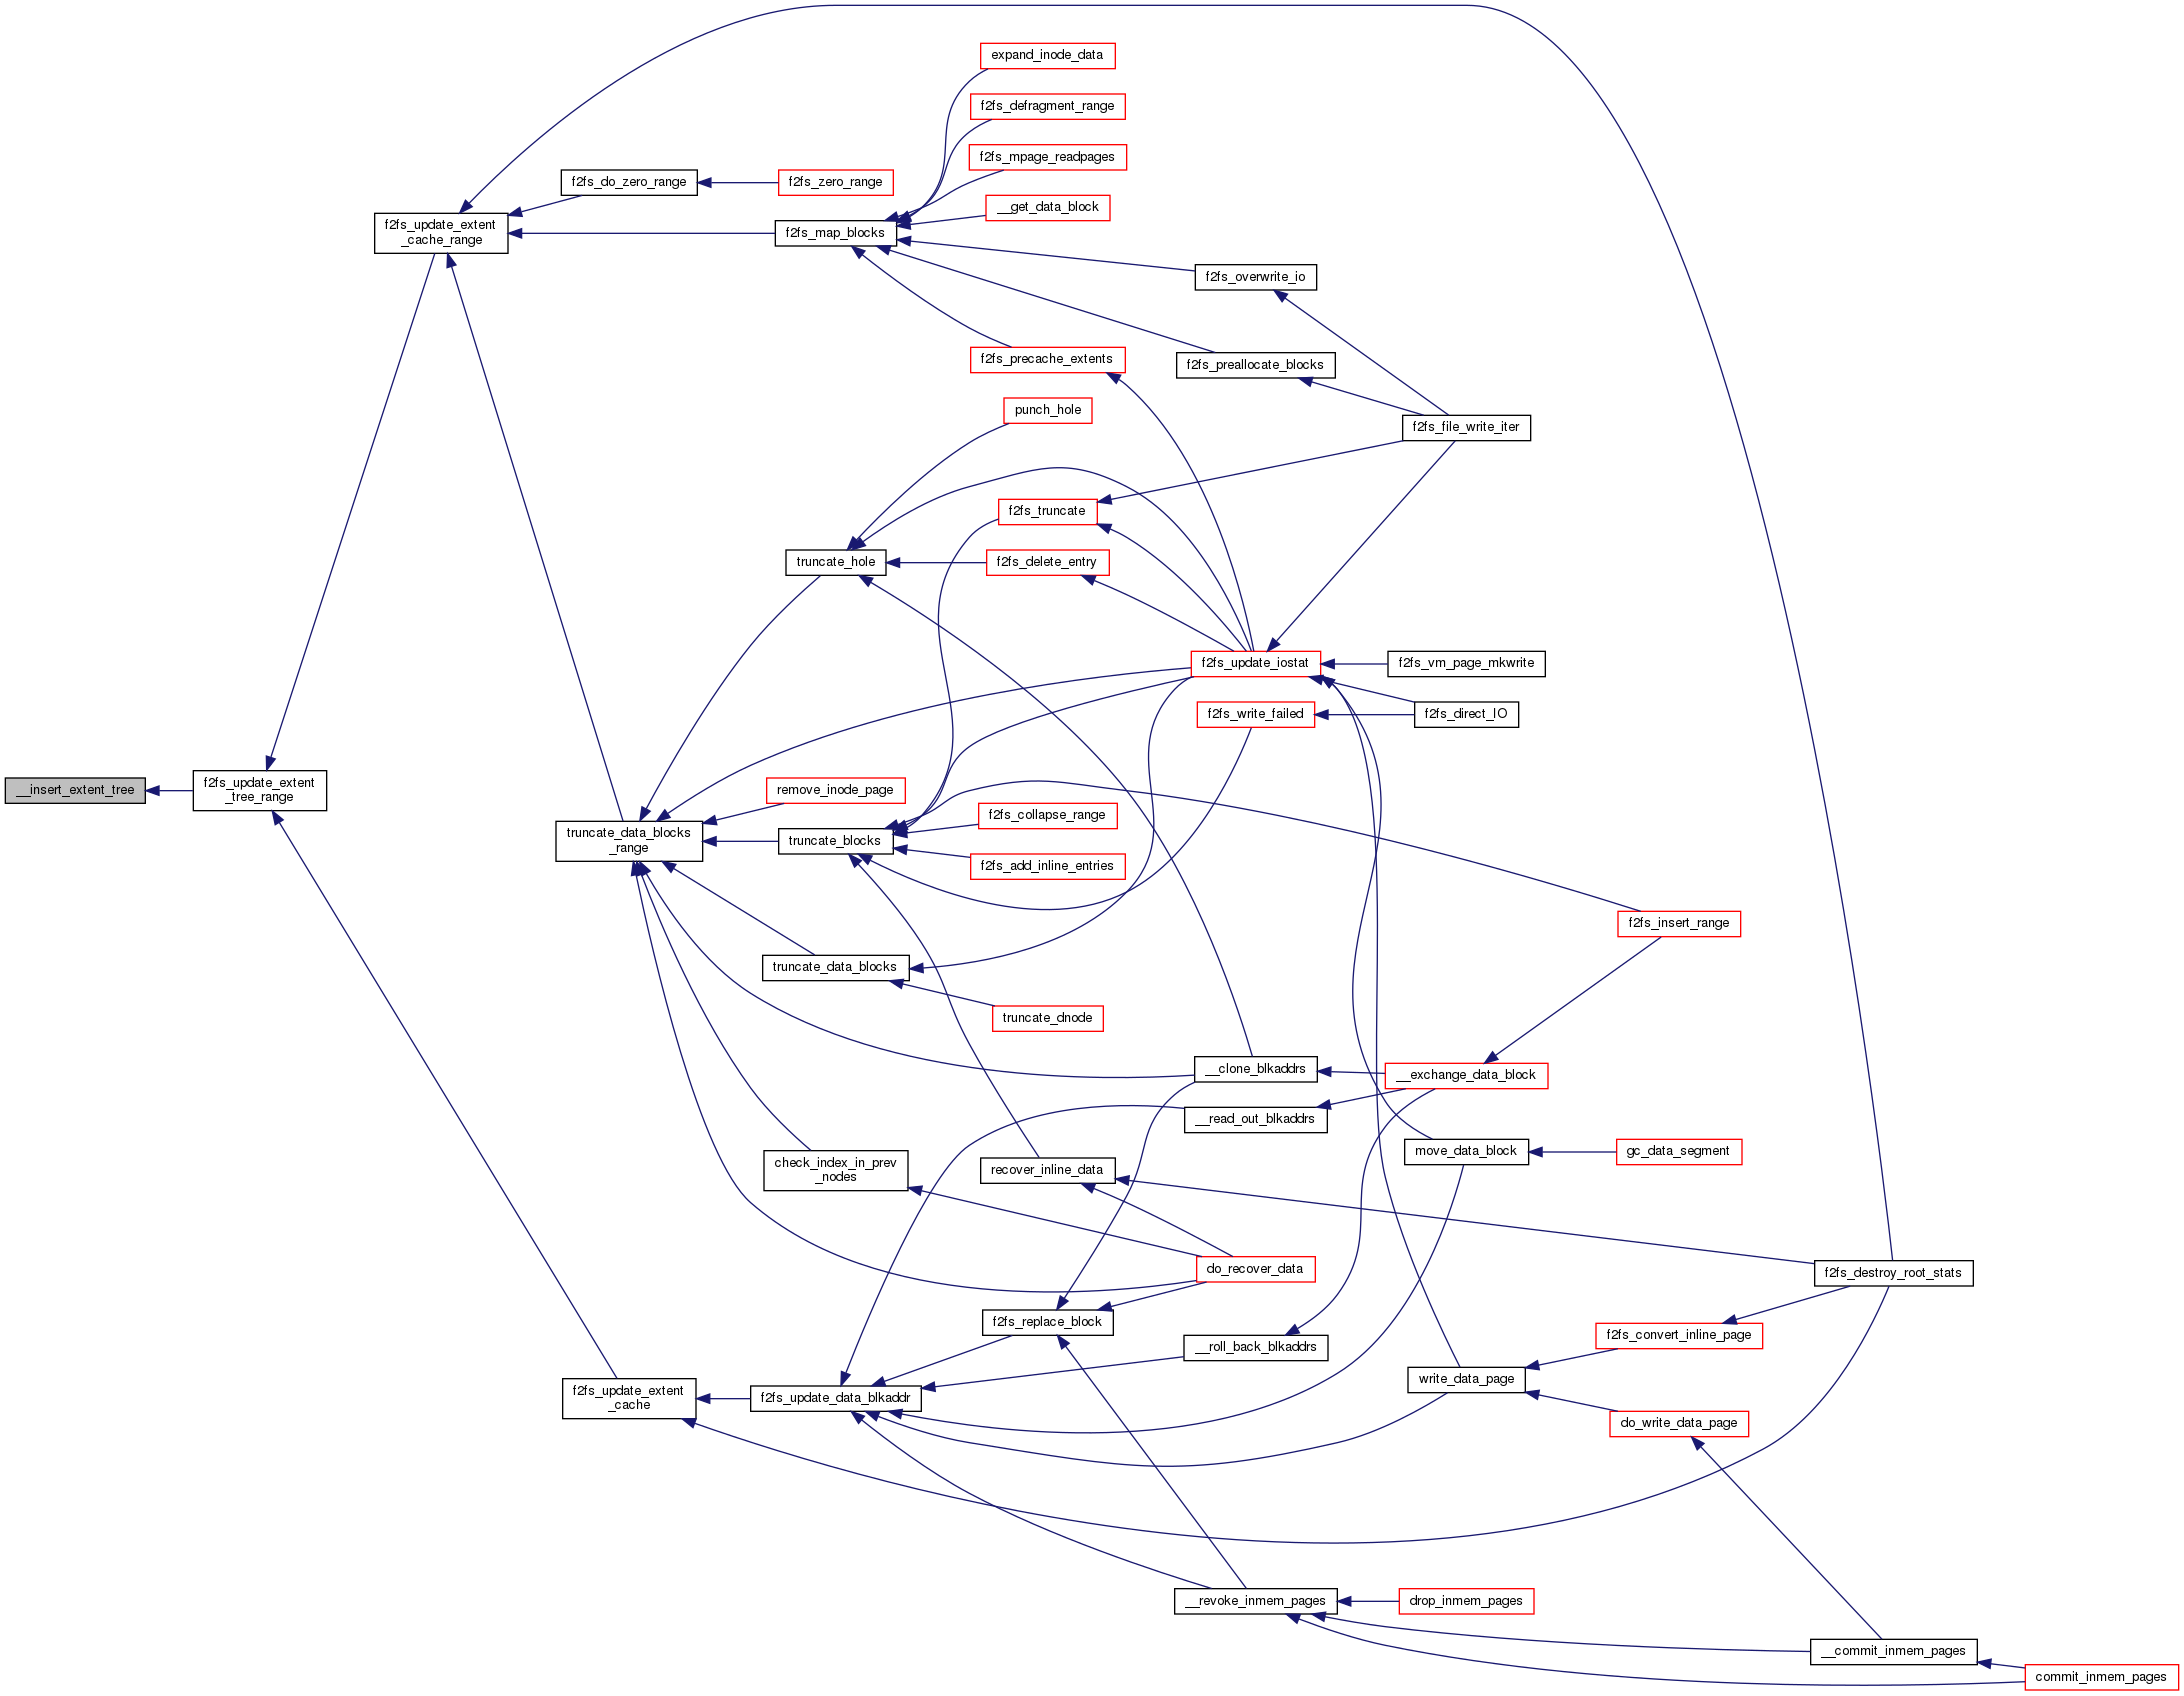 expand_inode_data
f2fs_defragment_range
f2fs_mpage_readpages
f2fs_do_zero_range
f2fs_zero_range
__get_data_block
f2fs_update_extent
_cache_range
f2fs_map_blocks
f2fs_overwrite_io
f2fs_precache_extents
f2fs_preallocate_blocks
punch_hole
f2fs_file_write_iter
f2fs_truncate
truncate_hole
f2fs_delete_entry
f2fs_update_iostat
f2fs_vm_page_mkwrite
f2fs_write_failed
f2fs_direct_IO
__insert_extent_tree
f2fs_update_extent
_tree_range
remove_inode_page
f2fs_collapse_range
truncate_data_blocks
_range
truncate_blocks
f2fs_add_inline_entries
f2fs_insert_range
truncate_data_blocks
truncate_dnode
__clone_blkaddrs
__exchange_data_block
__read_out_blkaddrs
move_data_block
gc_data_segment
check_index_in_prev
_nodes
recover_inline_data
do_recover_data
f2fs_destroy_root_stats
f2fs_replace_block
f2fs_convert_inline_page
__roll_back_blkaddrs
write_data_page
f2fs_update_extent
_cache
f2fs_update_data_blkaddr
do_write_data_page
__revoke_inmem_pages
drop_inmem_pages
__commit_inmem_pages
commit_inmem_pages